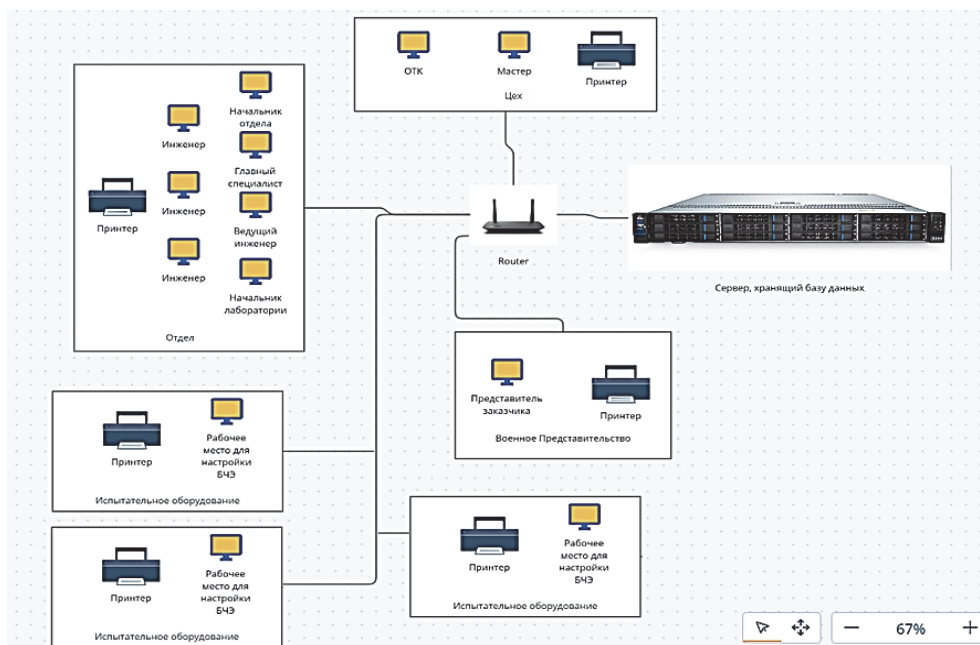 ОТК
Мастер
Принтер
Цех
Начальник
отдела
Инженер
Главный
специалист
Инженер
Принтер
Ведущий
инженер
Инженер
Начальник
лаборатории
Отдел
Router
Сервер, хранящий базу данных
Представитель
заказчика
Принтер
Военное Представительство
Принтер
Рабочее
место для
настройки
БЧЭ
Испытательное оборудование
Принтер
Рабочее
место для
настройки
БЧЭ
Испытательное оборудование
Принтер
Рабочее
место для
настройки
БЧЭ
Испытательное оборудование
67%